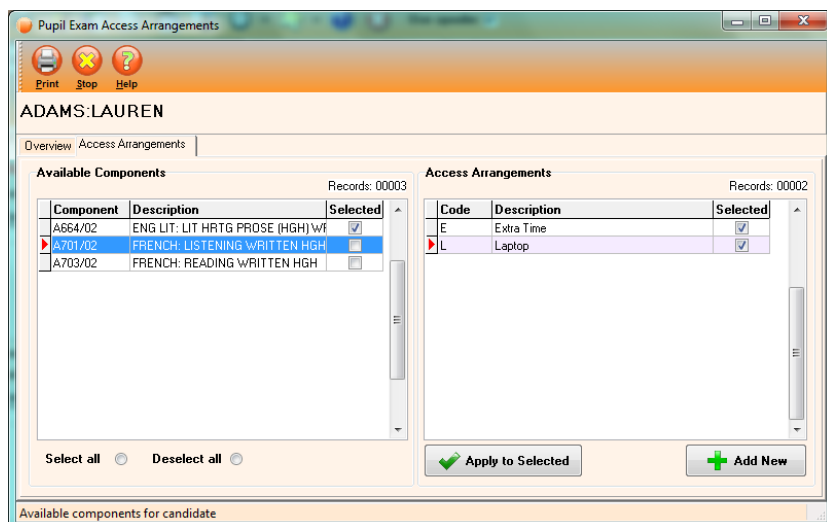 Pupil Exam Access Arrangements
Print Stop Help
ADAMS:LAUREN
Overview Access Arrangements
Available Components
Records: 00003
Component Description Selected
A664/02 ENG LIT: LIT HRTG PROSE (HGH) WF
A701/02 FRENCH: LISTENING WRITTEN HGH
A703/02 FRENCH: READING WRITTEN HGH
Select all Deselect all
Access Arrangements
Records: 00002
Code Description Selected
E Extra Time
L Laptop
Apply to Selected Add New
Available components for candidate